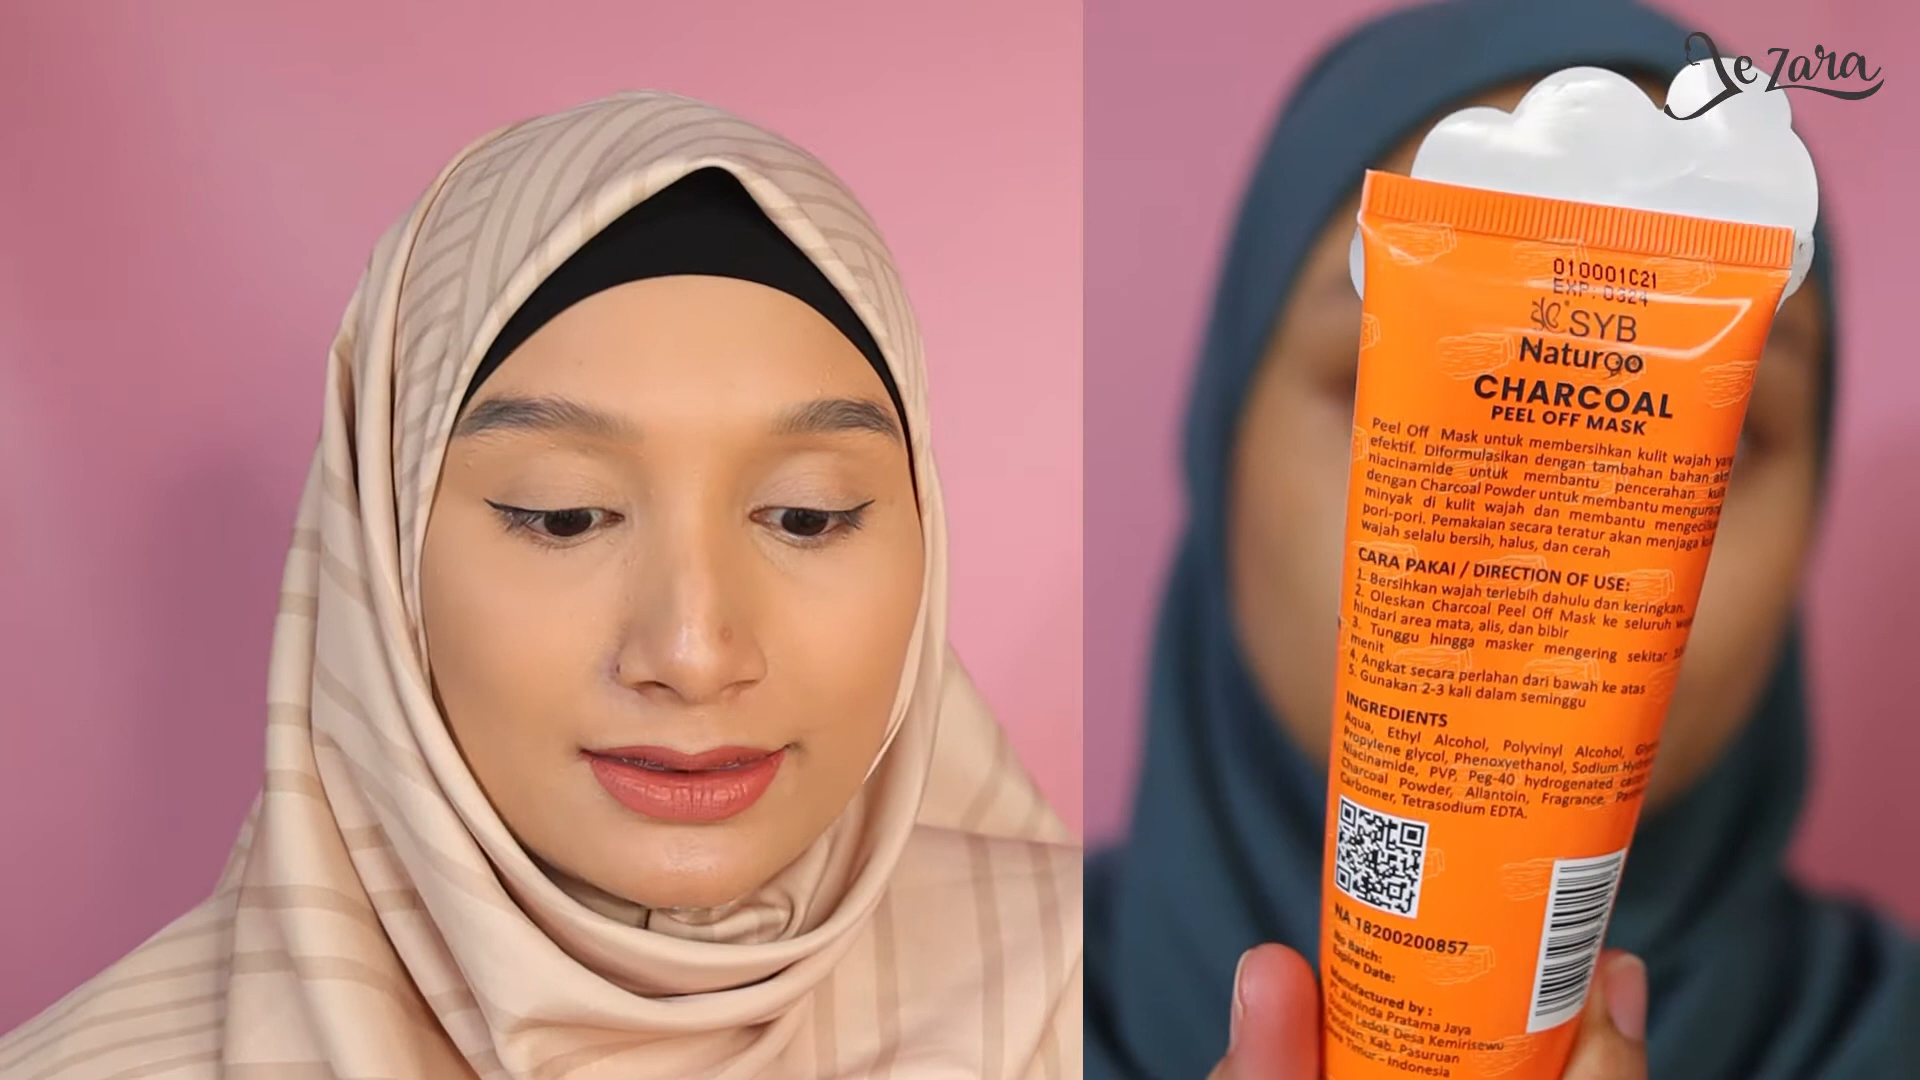 Je Zara
010001C21
EXP. 0324
SYB
Naturgo
CHARCOAL
PEEL OFF MASK
Peel Off Mask untuk membersihkan kulit wajah
efektif. Diformulasikan dengan tambahan bahan
niacinamide untuk membantu pencerahan
dengan Charcoal Powder untuk membantu
minyak di kulit wajah dan membantu
pori-pori. Pemakaian secara teratur akan menjaga
wajah selalu bersih, halus, dan cerah
CARA PAKAI / DIRECTION OF USE:
1. Bersihkan wajah terlebih dahulu dan keringkan.
2. Oleskan Charcoal Peel Off Mask ke seluruh
hindari area mata, alis, dan bibir
3. Tunggu hingga masker mengering sekitar
menit
4. Angkat secara perlahan dari bawah ke atas
5. Gunakan 2-3 kali dalam seminggu
INGREDIENTS
Aqua, Ethyl Alcohol, Polyvinyl Alcohol,
Propylene glycol, Phenoxyethanol, Sodium
Niacinamide, PVP, Peg-40 hydrogenated
Charcoal Powder, Allantoin, Fragrance,
Carbomer, Tetrasodium EDTA.
NA 18200200857
No Batch:
Expire Date:
Manufactured by :
PT. Alwinda Pratama Jaya
Dusun Ledok Desa Kemirisewu
Pandaan, Kab. Pasuruan
Jawa Timur - Indonesia